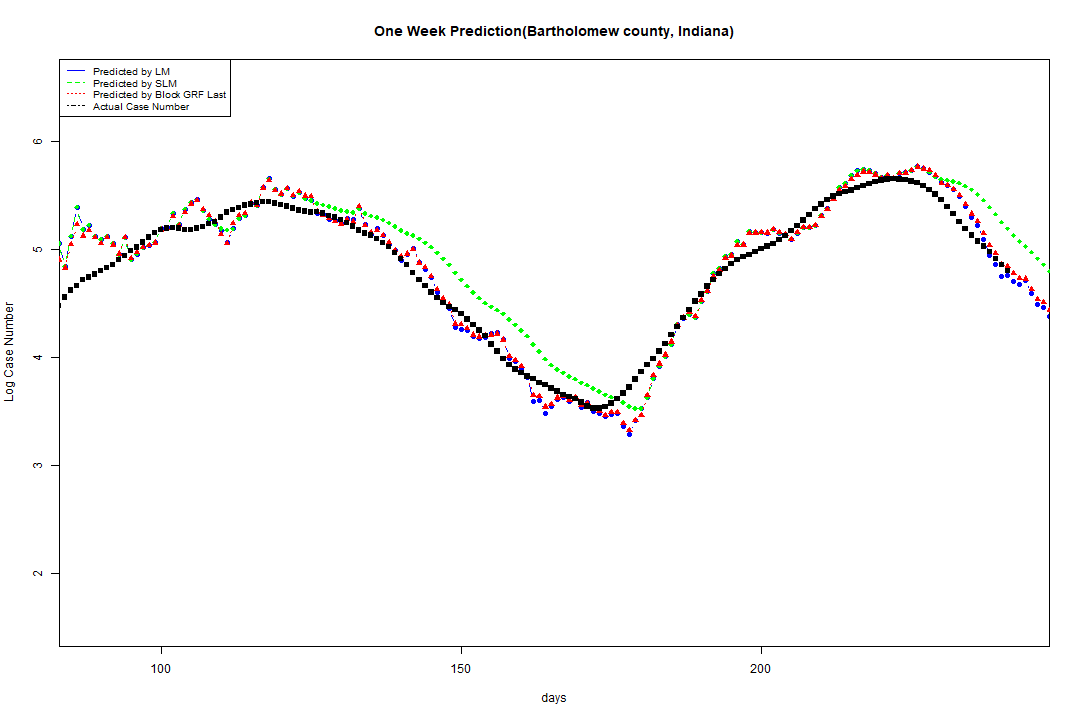 One Week Prediction(Bartholomew county, Indiana)
Predicted by LM
Predicted by SLM
Predicted by Block GRF Last
Actual Case Number
6
5
4
3
2
Log Case Number
100 150 200
days